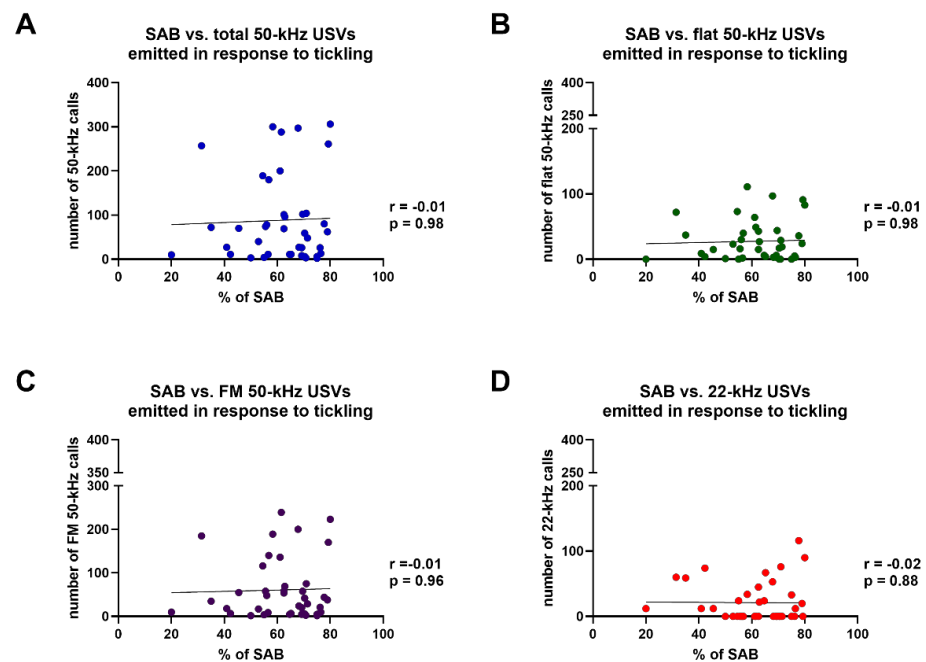 A
SAB vs. total 50-kHz USVs
emitted in response to tickling
number of 50-kHz calls
400
300
200
100
0
0 20 40 60 80 100
% of SAB
r = -0.01
p = 0.98
B
SAB vs. flat 50-kHz USVs
emitted in response to tickling
number of flat 50-kHz calls
400
250
200
100
0
0 20 40 60 80 100
% of SAB
r = -0.01
p = 0.98
C
SAB vs. FM 50-kHz USVs
emitted in response to tickling
number of FM 50-kHz calls
400
350
300
200
100
0
0 20 40 60 80 100
% of SAB
r = -0.01
p = 0.96
D
SAB vs. 22-kHz USVs
emitted in response to tickling
number of 22-kHz calls
400
250
200
100
0
0 20 40 60 80 100
% of SAB
r = -0.02
p = 0.88